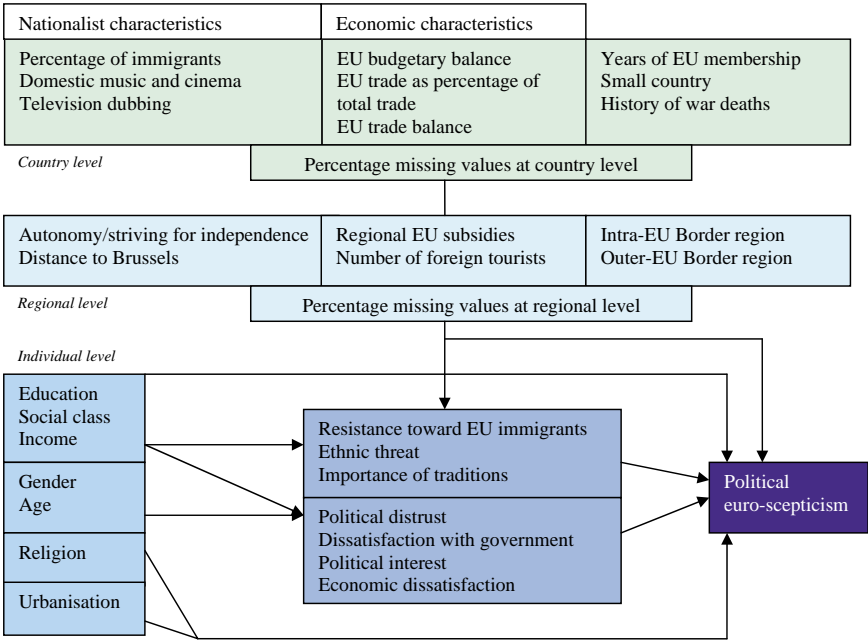 Nationalist characteristics
Economic characteristics
Percentage of immigrants
Domestic music and cinema
Television dubbing
EU budgetary balance
EU trade as percentage of
total trade
EU trade balance
Years of EU membership
Small country
History of war deaths
Country level
Percentage missing values at country level
Autonomy/striving for independence
Distance to Brussels
Regional EU subsidies
Number of foreign tourists
Intra-EU Border region
Outer-EU Border region
Regional level
Percentage missing values at regional level
Individual level
Education
Social class
Income
Gender
Age
Religion
Urbanisation
Resistance toward EU immigrants
Ethnic threat
Importance of traditions
Political distrust
Dissatisfaction with government
Political interest
Economic dissatisfaction
Political
euro-scepticism